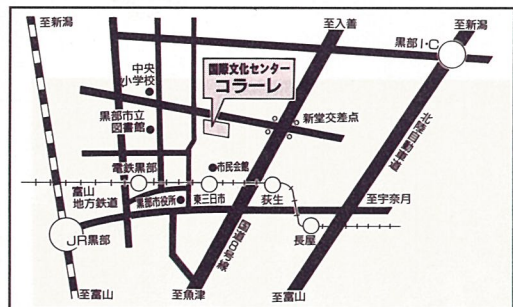 至新潟
至入善
至新潟
黒部I・C
中央
小学校
国際文化センター
コラーレ
黒部市立
図書館
新堂交差点
北陸自動車道
電鉄黒部
市民会館
富山
地方鉄道
黒部市役所
東三日市
荻生
至宇奈月
国道8号線
長屋
JR黒部
至富山
至魚津
至富山